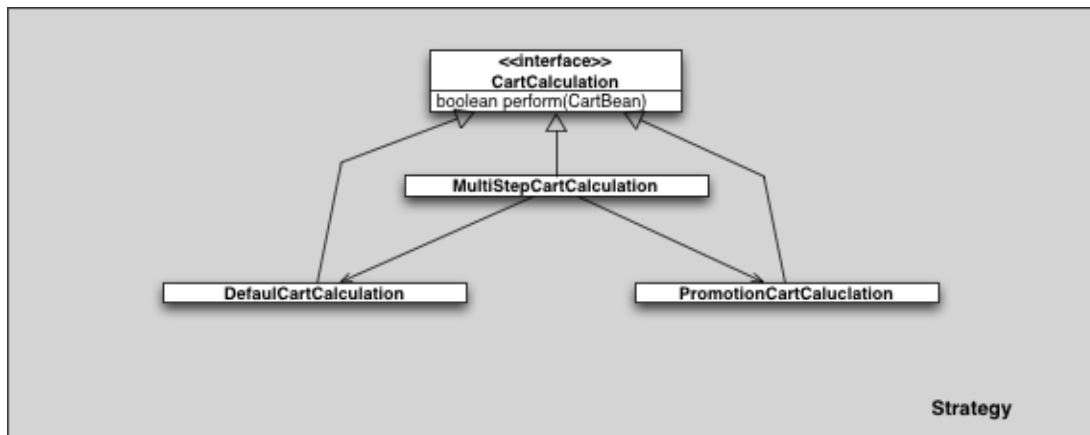 <<interface>>
CartCalculation
boolean perform(CartBean)
MultiStepCartCalculation
DefaulCartCalculation
PromotionCartCaluclation
Strategy